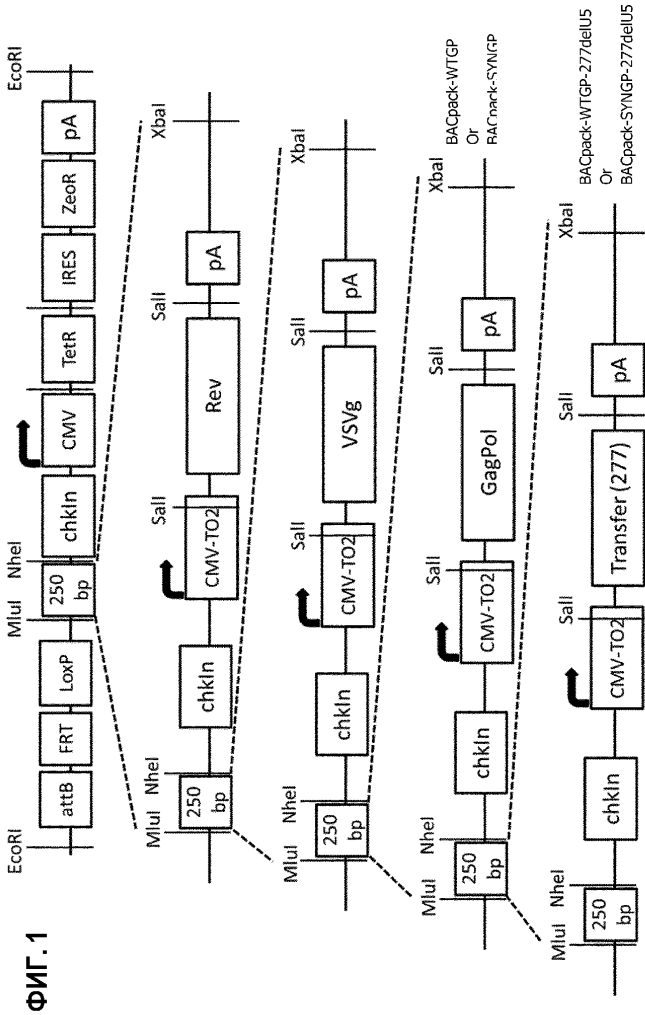 ФИГ. 1
EcoRI
MluI
NheI
EcoRI
attB
FRT
LoxP
250 bp
chkIn
CMV
TetR
IRES
ZeoR
pA
MluI
NheI
SalI
SalI
XbaI
250 bp
chkIn
CMV-TO2
Rev
pA
MluI
NheI
SalI
SalI
XbaI
250 bp
chkIn
CMV-TO2
VSVg
pA
MluI
NheI
SalI
SalI
XbaI
BACpack-WTGP
Or
BACpack-SYNGP
250 bp
chkIn
CMV-TO2
GagPol
pA
MluI
NheI
SalI
SalI
XbaI
BACpack-WTGP-277delU5
Or
BACpack-SYNGP-277delU5
250 bp
chkIn
CMV-TO2
Transfer (277)
pA